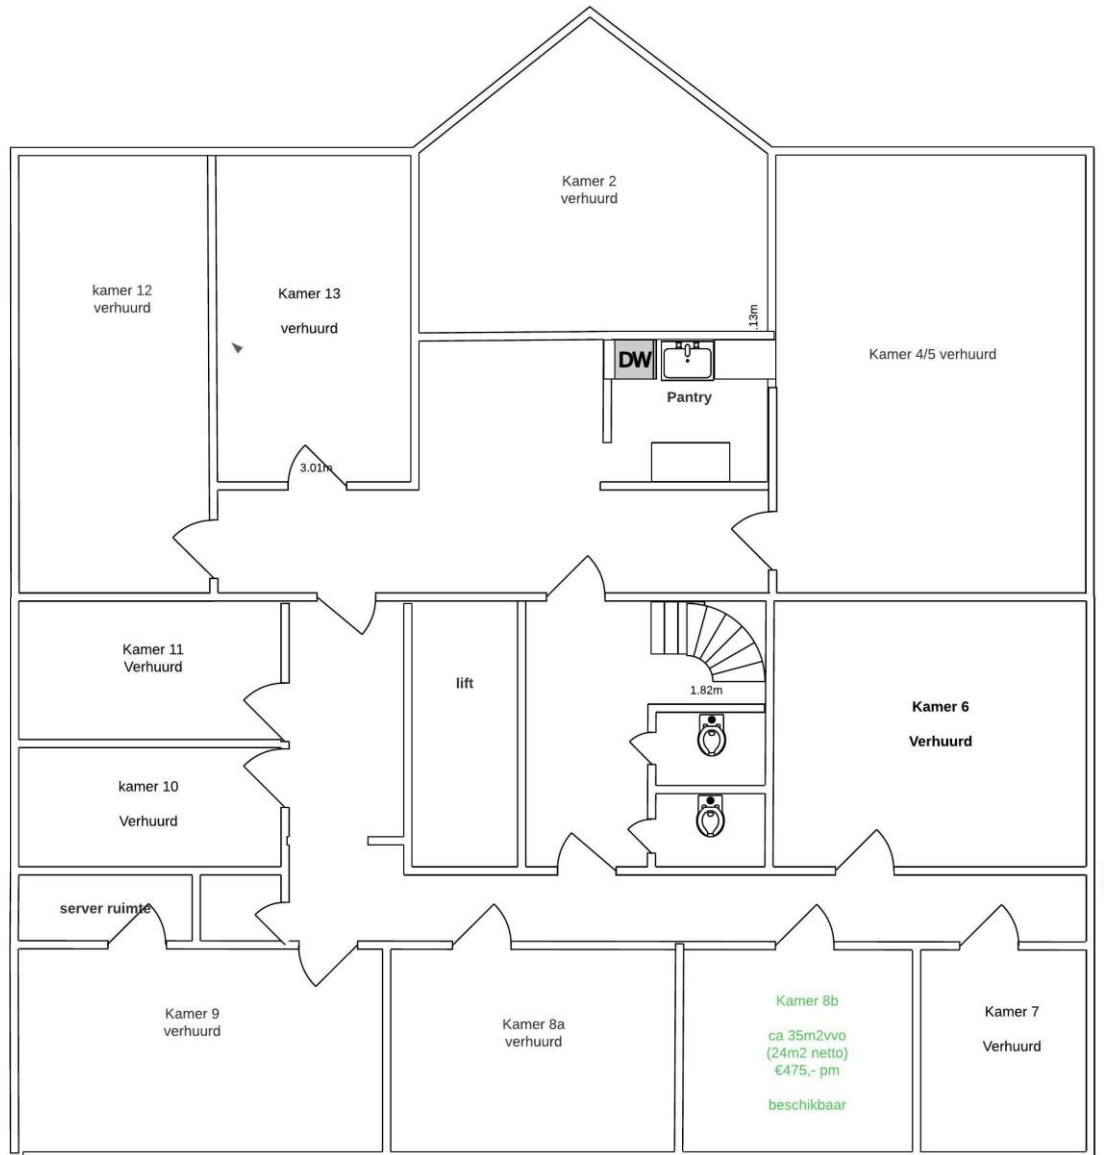 Kamer 2
verhuurd
kamer 12
verhuurd
Kamer 13
verhuurd
.13m
Kamer 4/5 verhuurd
DW
Pantry
3.01m
Kamer 11
Verhuurd
lift
1.82m
Kamer 6
Verhuurd
kamer 10
Verhuurd
server ruimte
Kamer 9
verhuurd
Kamer 8a
verhuurd
Kamer 8b
ca 35m2vvo
(24m2 netto)
€475,- pm
beschikbaar
Kamer 7
Verhuurd